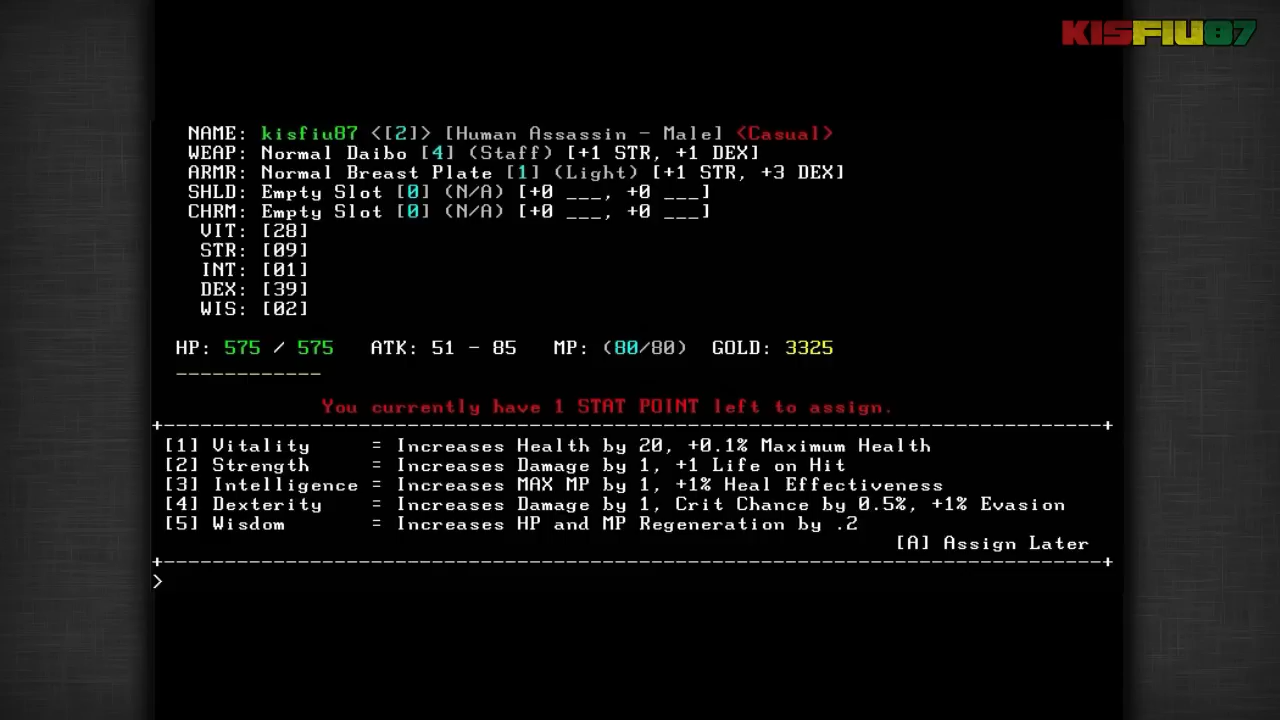 KISFIU87
NAME: kisfiu87 <[2]> [Human Assassin - Male] <Casual>
WEAP: Normal Daibo [4] (Staff) [+1 STR, +1 DEX]
ARMR: Normal Breast Plate [1] (Light) [+1 STR, +3 DEX]
SHLD: Empty Slot [0] (N/A) [+0 ___, +0 ___]
CHRM: Empty Slot [0] (N/A) [+0 ___, +0 ___]
VIT: [28]
STR: [09]
INT: [01]
DEX: [39]
WIS: [02]
HP: 575 / 575 ATK: 51 - 85 MP: (80/80) GOLD: 3325
------------
You currently have 1 STAT POINT left to assign.
+------------------------------------------------------------------------------+
[1] Vitality = Increases Health by 20, +0.1% Maximum Health
[2] Strength = Increases Damage by 1, +1 Life on Hit
[3] Intelligence = Increases MAX MP by 1, +1% Heal Effectiveness
[4] Dexterity = Increases Damage by 1, Crit Chance by 0.5%, +1% Evasion
[5] Wisdom = Increases HP and MP Regeneration by .2
[A] Assign Later
+------------------------------------------------------------------------------+
>